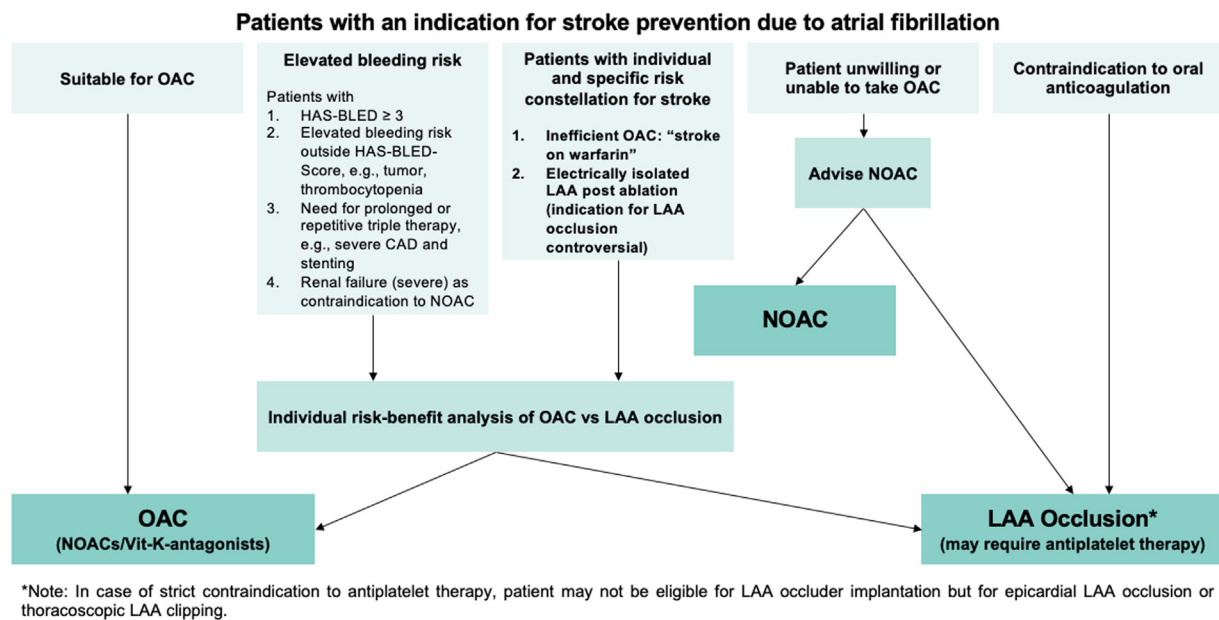 Patients with an indication for stroke prevention due to atrial fibrillation
Suitable for OAC
Elevated bleeding risk
Patients with
1. HAS-BLED ≥ 3
2. Elevated bleeding risk
outside HAS-BLED-
Score, e.g., tumor,
thrombocytopenia
3. Need for prolonged or
repetitive triple therapy,
e.g., severe CAD and
stenting
4. Renal failure (severe) as
contraindication to NOAC
Patients with individual
and specific risk
constellation for stroke
1. Inefficient OAC: “stroke
on warfarin”
2. Electrically isolated
LAA post ablation
(indication for LAA
occlusion
controversial)
Patient unwilling or
unable to take OAC
Contraindication to oral
anticoagulation
Advise NOAC
NOAC
Individual risk-benefit analysis of OAC vs LAA occlusion
OAC
(NOACs/Vit-K-antagonists)
LAA Occlusion*
(may require antiplatelet therapy)
*Note: In case of strict contraindication to antiplatelet therapy, patient may not be eligible for LAA occluder implantation but for epicardial LAA occlusion or
thoracoscopic LAA clipping.